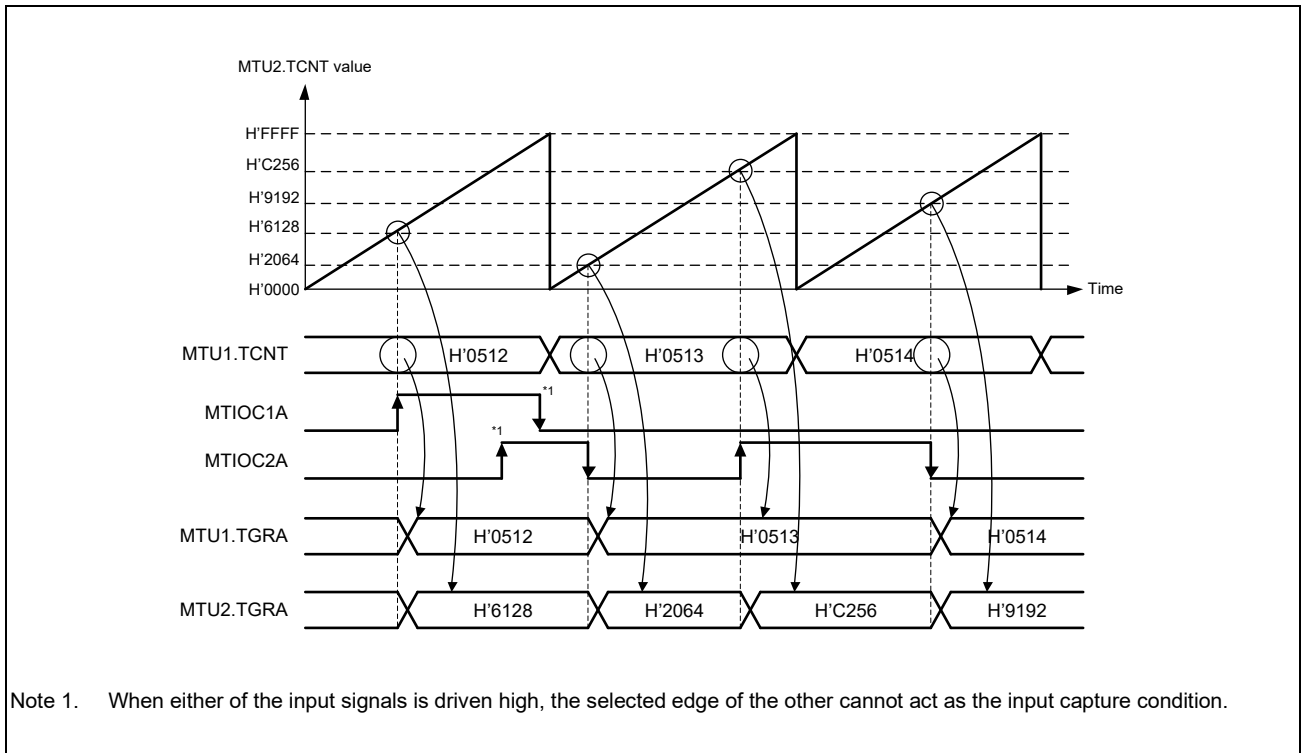 MTU2.TCNT value
H'FFFF
H'C256
H'9192
H'6128
H'2064
H'0000
Time
MTU1.TCNT
H'0512
H'0513
H'0514
MTIOC1A
*1
MTIOC2A
*1
MTU1.TGRA
H'0512
H'0513
H'0514
MTU2.TGRA
H'6128
H'2064
H'C256
H'9192
Note 1. When either of the input signals is driven high, the selected edge of the other cannot act as the input capture condition.